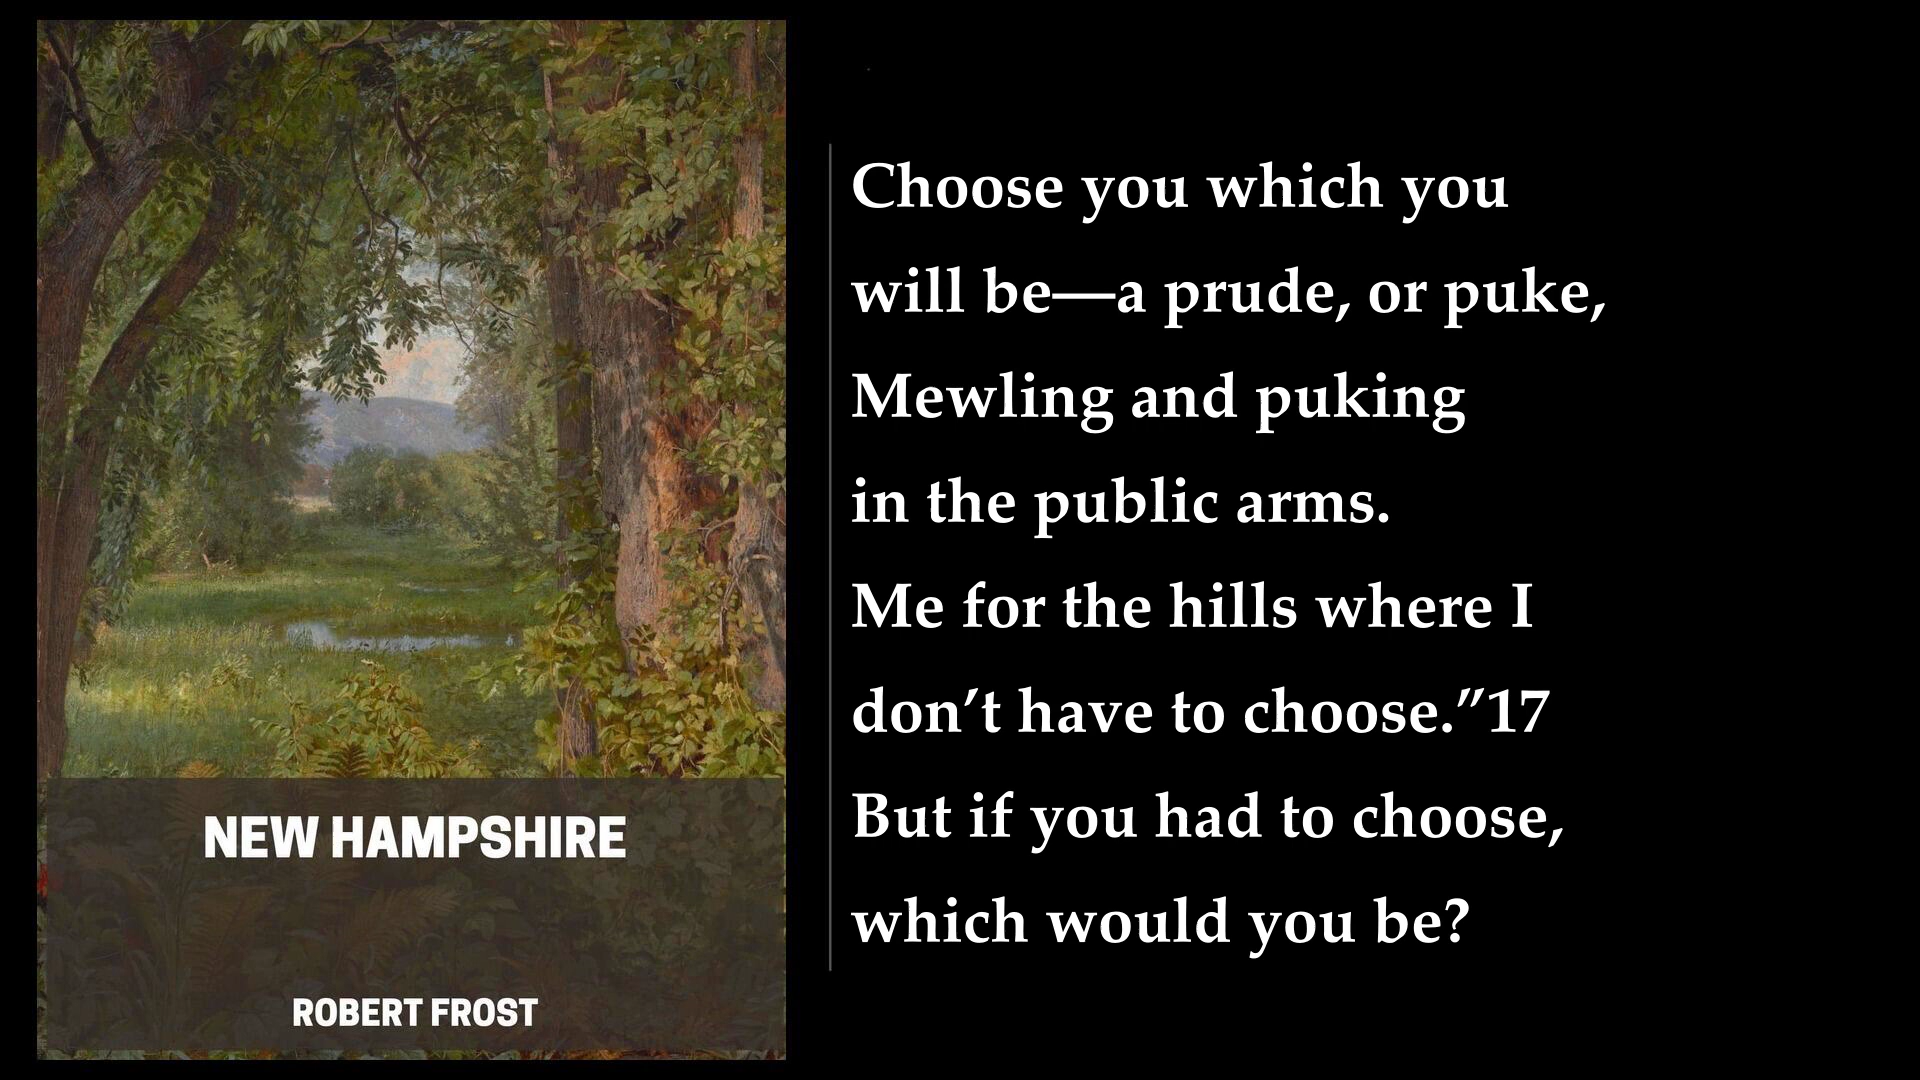 NEW HAMPSHIRE
ROBERT FROST
Choose you which you
will be—a prude, or puke,
Mewling and puking
in the public arms.
Me for the hills where I
don’t have to choose.”17
But if you had to choose,
which would you be?